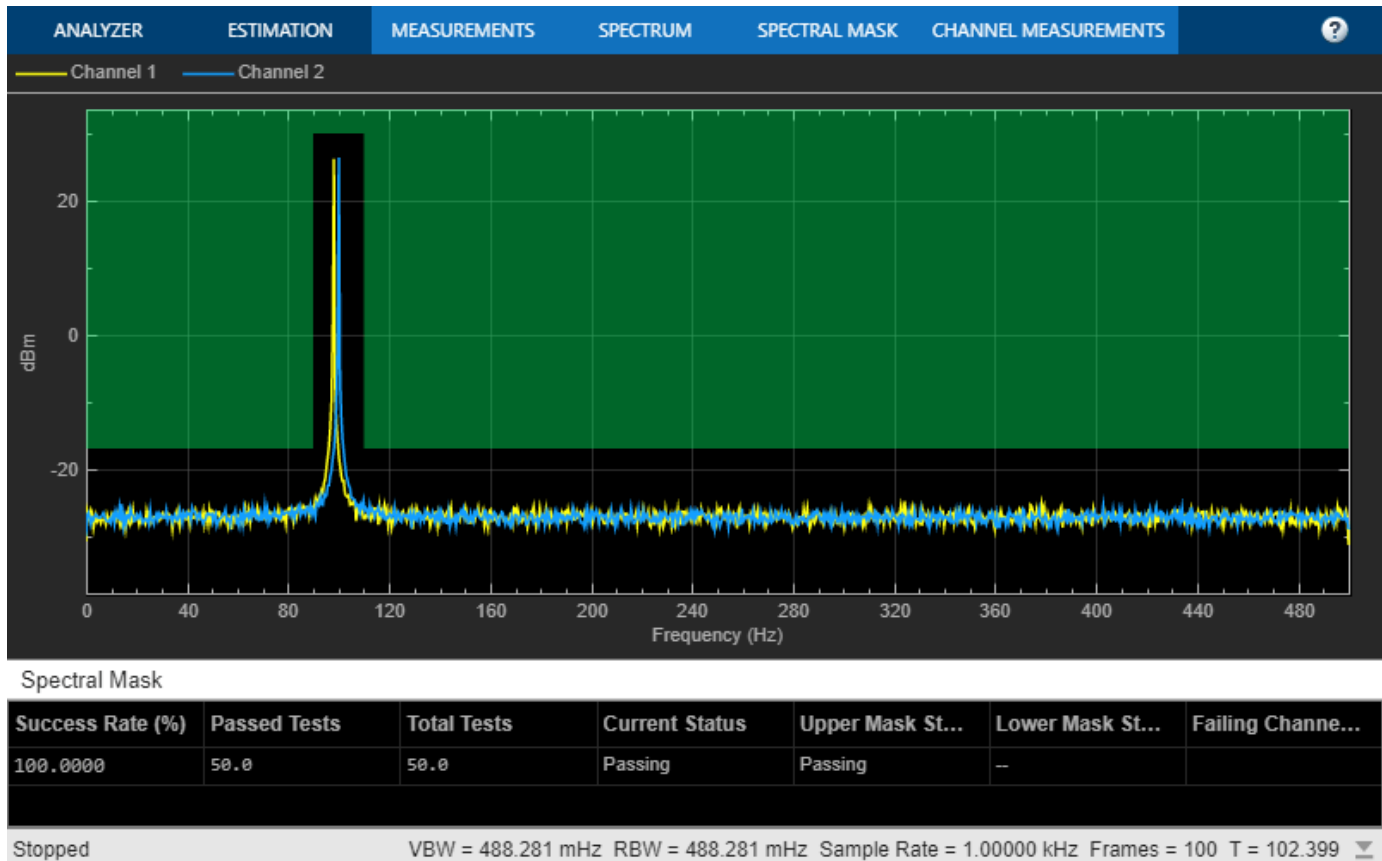 ANALYZER ESTIMATION MEASUREMENTS SPECTRUM SPECTRAL MASK CHANNEL MEASUREMENTS ?
Channel 1 Channel 2
20
0
-20
dBm
0 40 80 120 160 200 240 280 320 360 400 440 480
Frequency (Hz)
Spectral Mask
Success Rate (%) Passed Tests Total Tests Current Status Upper Mask St... Lower Mask St... Failing Channe...
100.0000 50.0 50.0 Passing Passing --
Stopped VBW = 488.281 mHz RBW = 488.281 mHz Sample Rate = 1.00000 kHz Frames = 100 T = 102.399